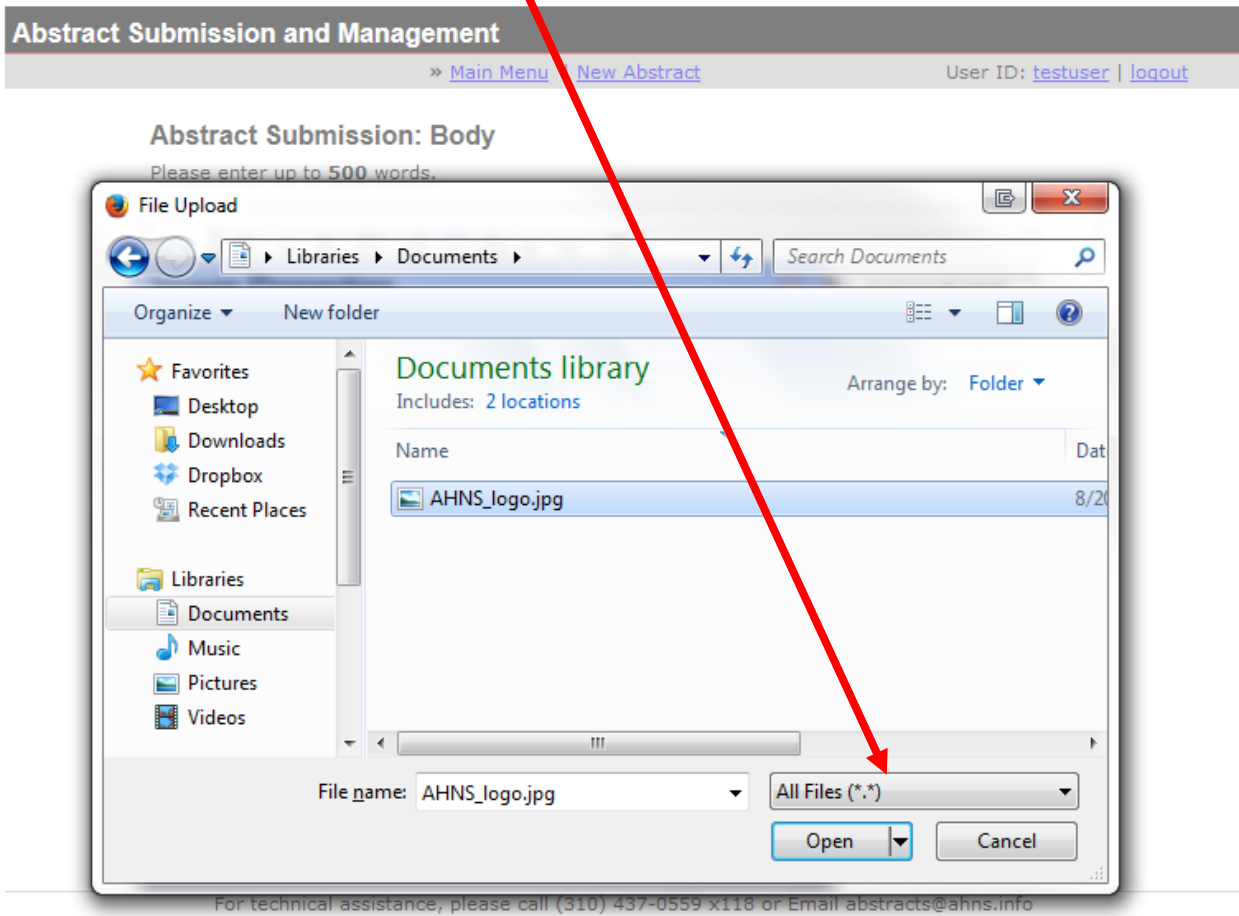 Abstract Submission and Management
» Main Menu | New Abstract User ID: testuser | logout
Abstract Submission: Body
Please enter up to 500 words.
File Upload
Libraries Documents Search Documents
Organize New folder
Favorites
Desktop
Downloads
Dropbox
Recent Places
Libraries
Documents
Music
Pictures
Videos
Documents library
Includes: 2 locations
Arrange by: Folder
Name Dat
AHNS_logo.jpg 8/20
File name: AHNS_logo.jpg All Files (*.*)
Open Cancel
For technical assistance, please call (310) 437-0559 x118 or Email abstracts@ahns.info